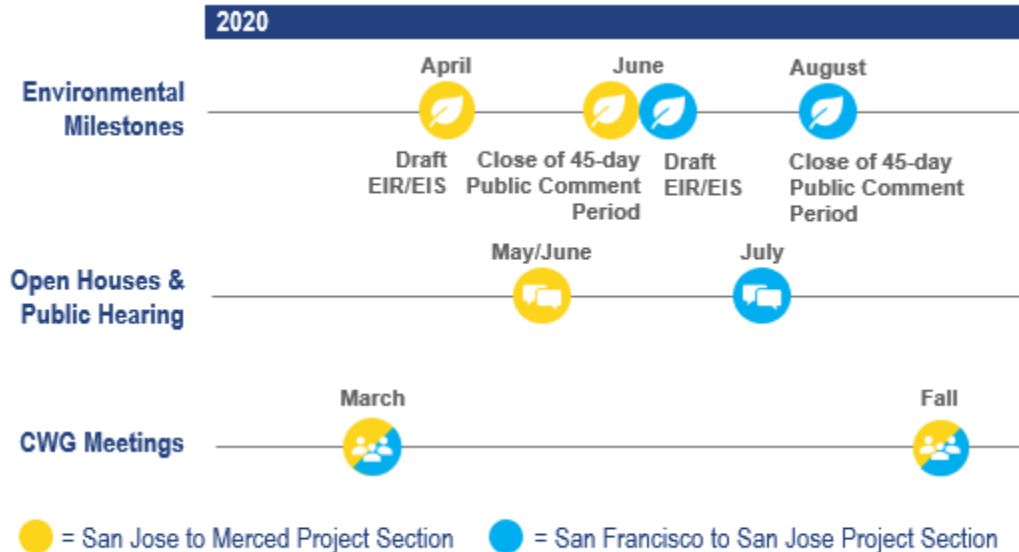 2020
Environmental
Milestones
April
June
August
Draft
EIR/EIS
Close of 45-day
Public Comment
Period
Draft
EIR/EIS
Close of 45-day
Public Comment
Period
Open Houses &
Public Hearing
May/June
July
CWG Meetings
March
Fall
= San Jose to Merced Project Section
= San Francisco to San Jose Project Section